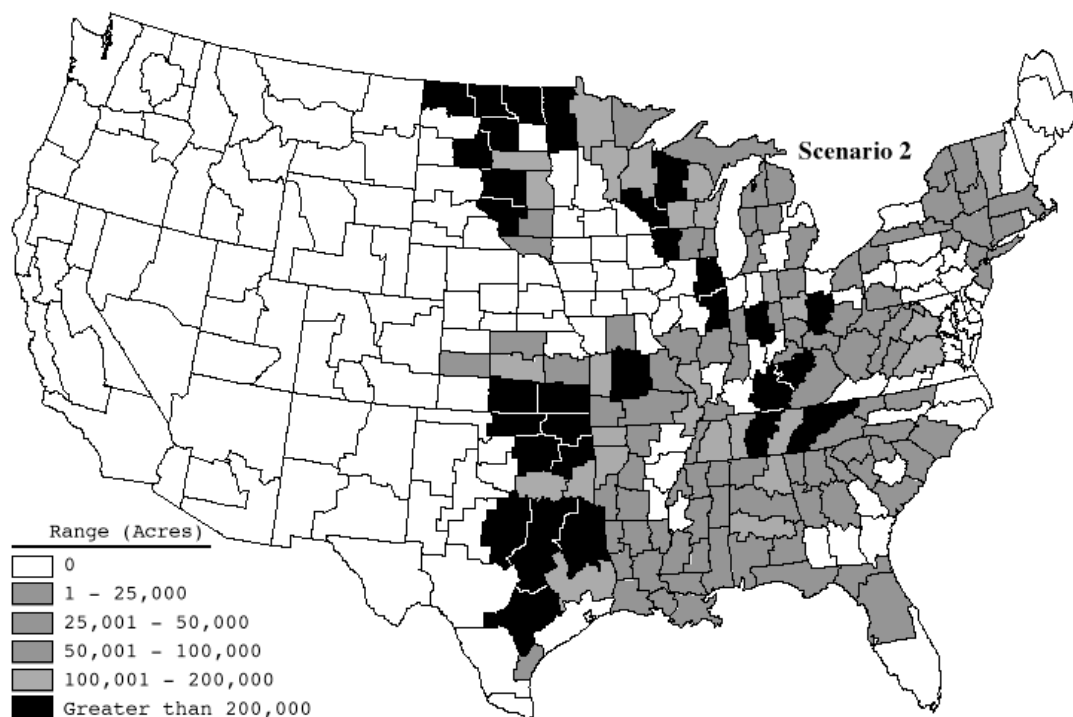 Scenario 2
Range (Acres)
0
1 - 25,000
25,001 - 50,000
50,001 - 100,000
100,001 - 200,000
Greater than 200,000